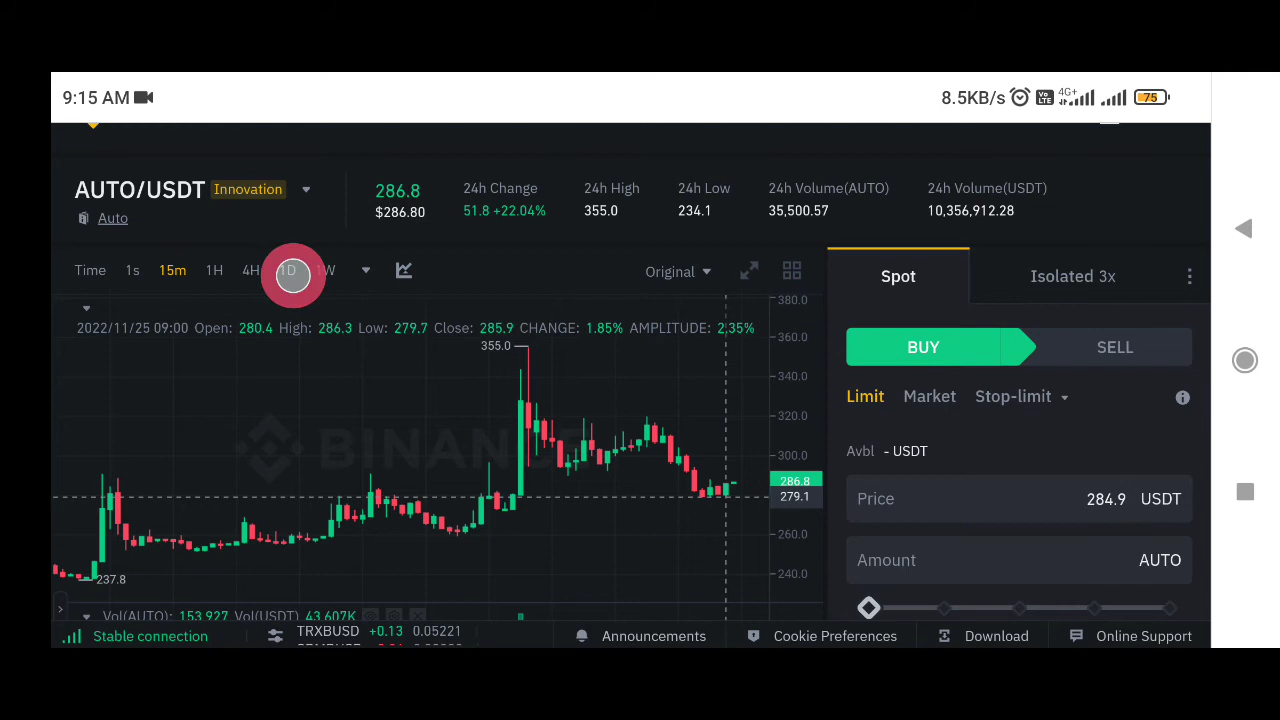 9:15 AM
8.5KB/s Vo LTE 4G+ 75
AUTO/USDT Innovation
Auto
286.8
$286.80
24h Change
51.8 +22.04%
24h High
355.0
24h Low
234.1
24h Volume(AUTO)
35,500.57
24h Volume(USDT)
10,356,912.28
Time 1s 15m 1H 4H 1D 1W
Original
2022/11/25 09:00 Open: 280.4 High: 286.3 Low: 279.7 Close: 285.9 CHANGE: 1.85% AMPLITUDE: 2.35%
355.0
237.8
BINANCE
380.0
360.0
340.0
320.0
300.0
286.8
279.1
260.0
240.0
Vol(AUTO): 153.927 Vol(USDT) 43.607K
Spot Isolated 3x
BUY SELL
Limit Market Stop-limit
Avbl - USDT
Price 284.9 USDT
Amount AUTO
Stable connection
TRXBUSD +0.13 0.05221
Announcements Cookie Preferences Download Online Support